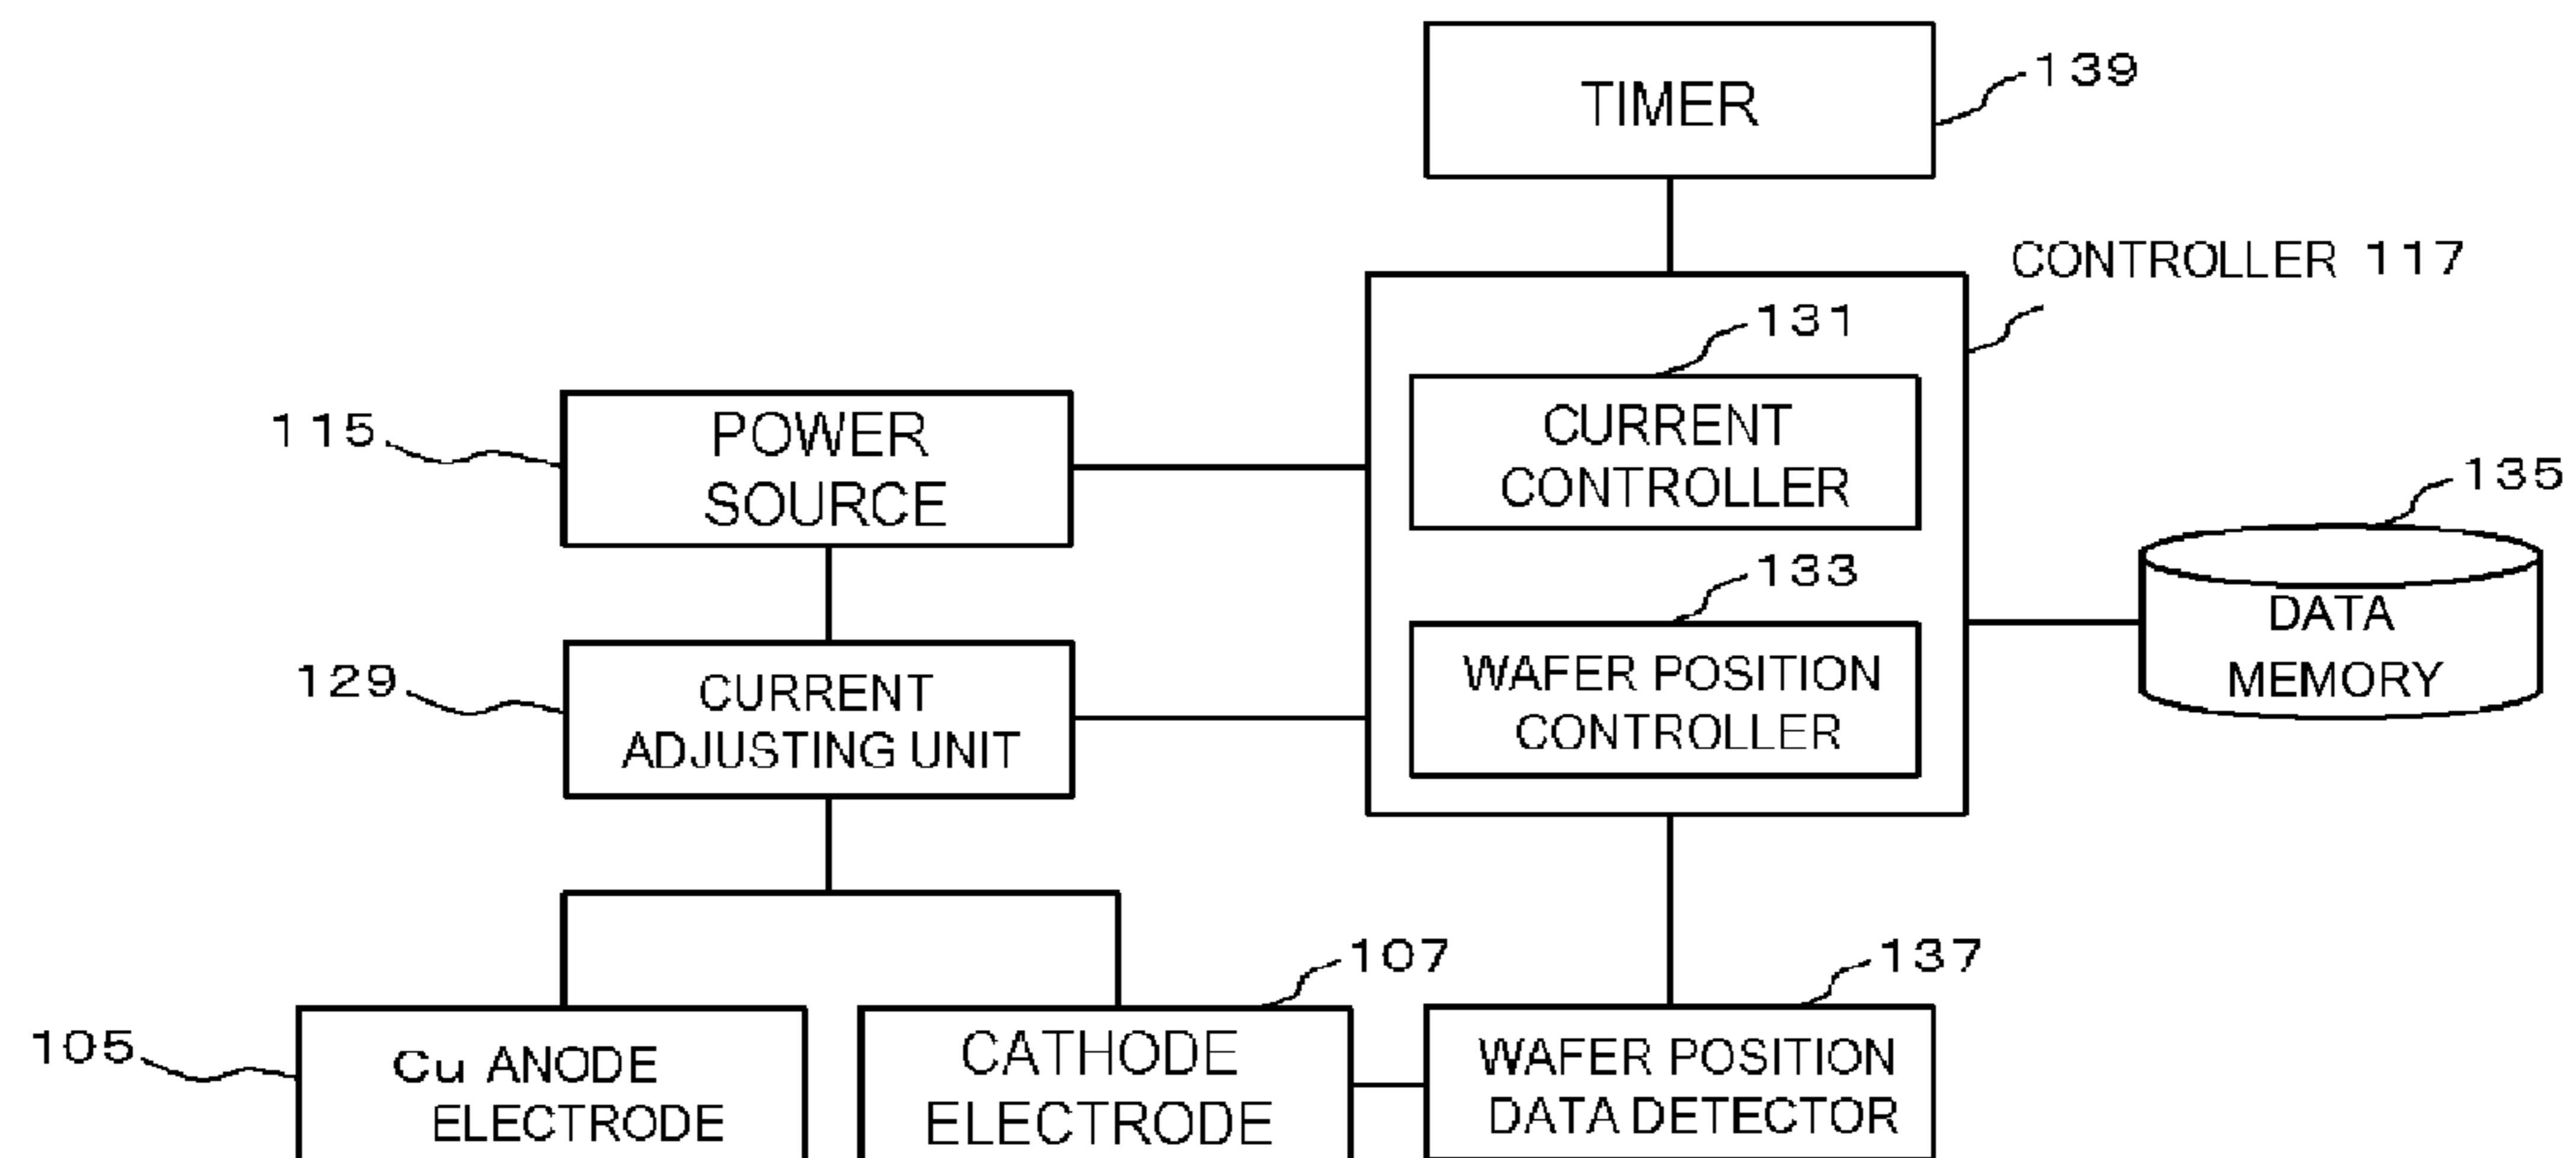 TIMER
139
CONTROLLER 117
131
CURRENT
CONTROLLER
115
POWER
SOURCE
135
133
DATA
MEMORY
129
CURRENT
ADJUSTING UNIT
WAFER POSITION
CONTROLLER
107
137
105
Cu ANODE
ELECTRODE
CATHODE
ELECTRODE
WAFER POSITION
DATA DETECTOR